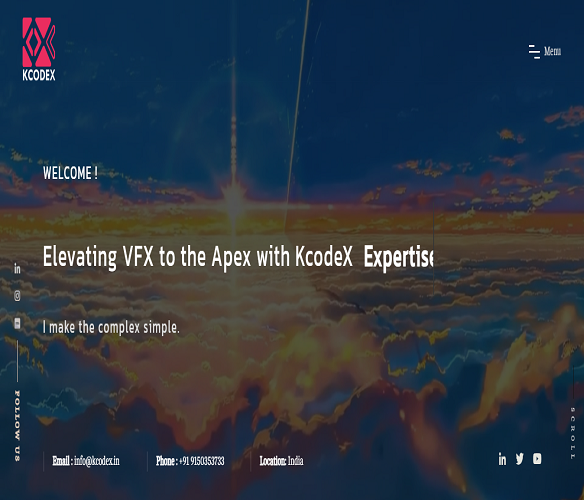 KCODEX
Menu
WELCOME !
Elevating VFX to the Apex with KcodeX Expertise
I make the complex simple.
FOLLOW US
Email : info@kcodex.in
Phone : +91 9150353733
Location: India
SCROLL